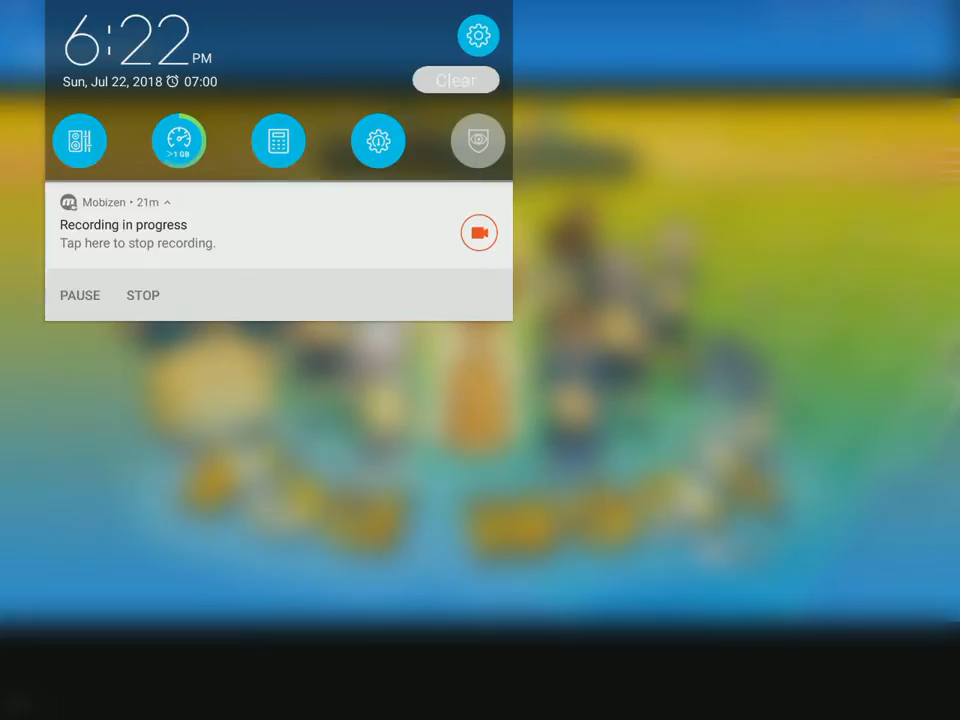 6:22 PM
Sun, Jul 22, 2018 07:00
Clear
>1 GB
Mobizen • 21m
Recording in progress
Tap here to stop recording.
PAUSE STOP